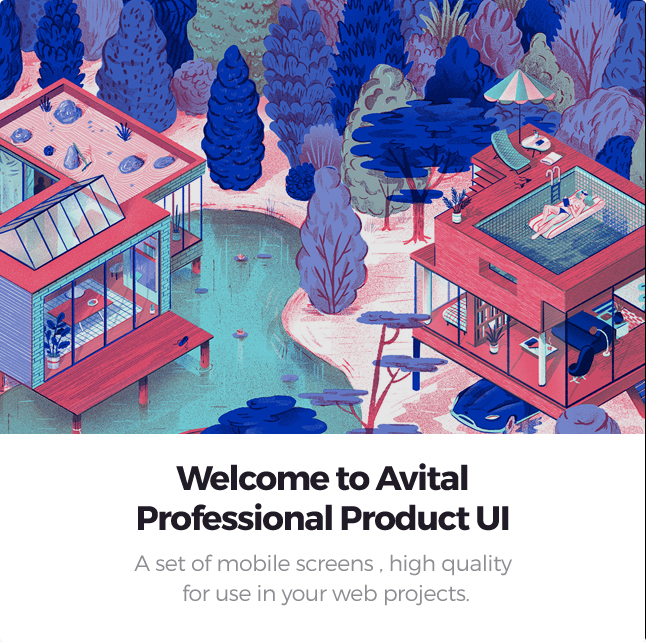 Welcome to Avital
Professional Product UI
A set of mobile screens , high quality
for use in your web projects.